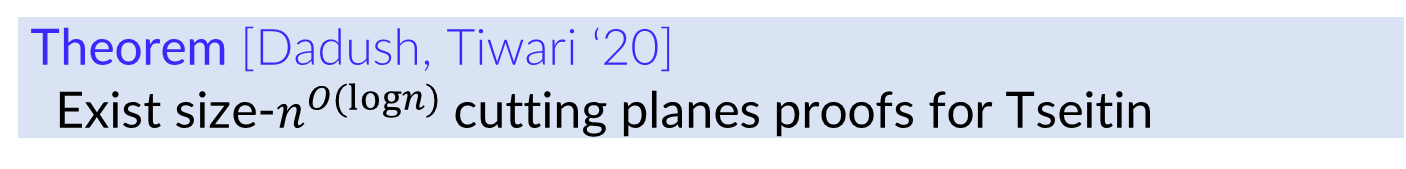 Theorem [Dadush, Tiwari ‘20]
Exist size-$n^{O(\log n)}$ cutting planes proofs for Tseitin